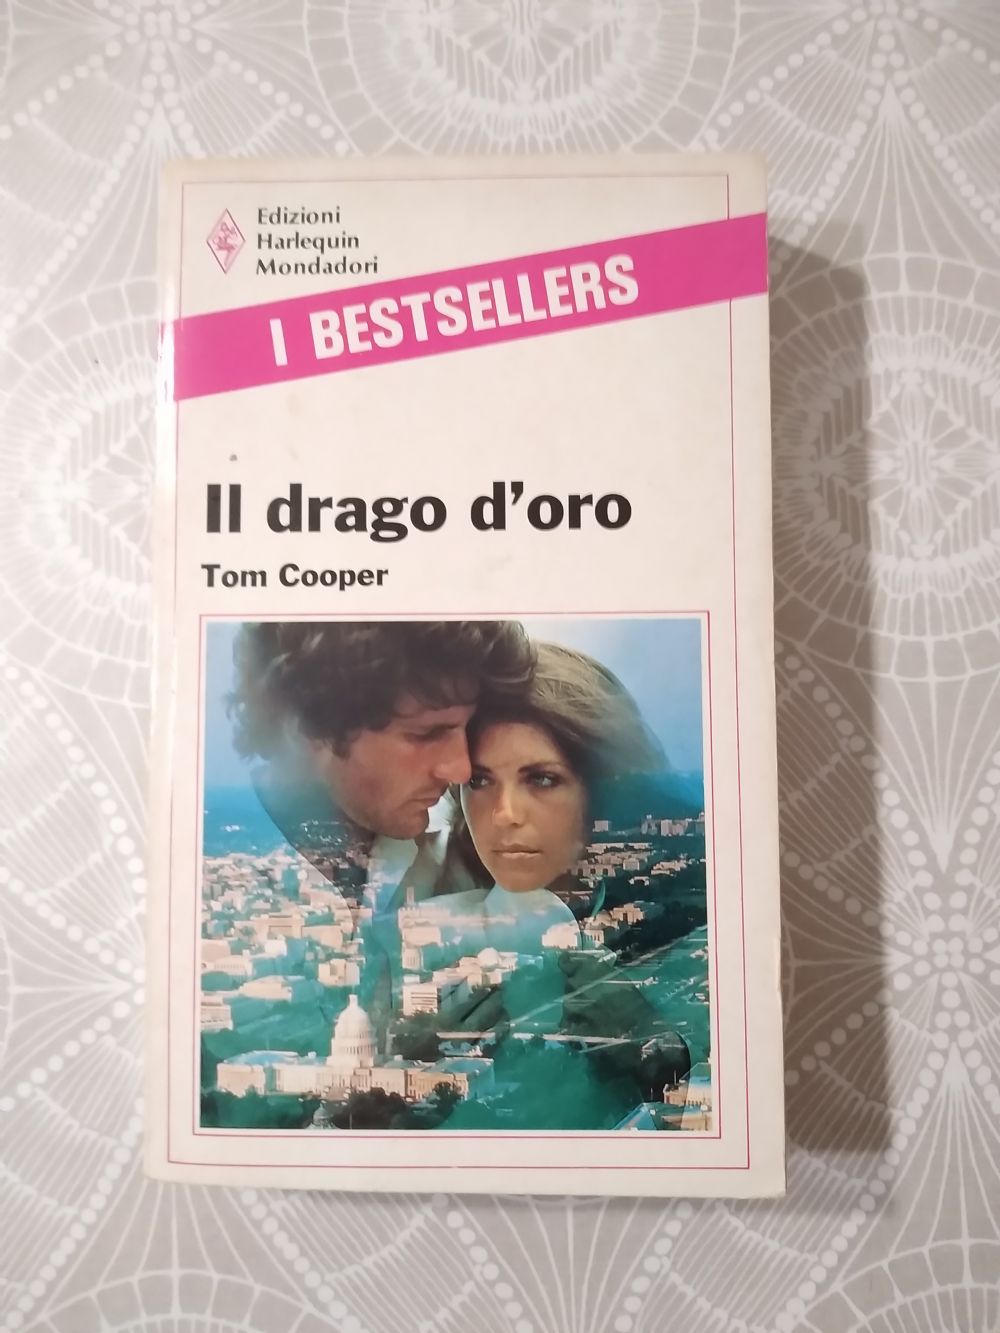 Edizioni
Harlequin
Mondadori
I BESTSELLERS
Il drago d'oro
Tom Cooper